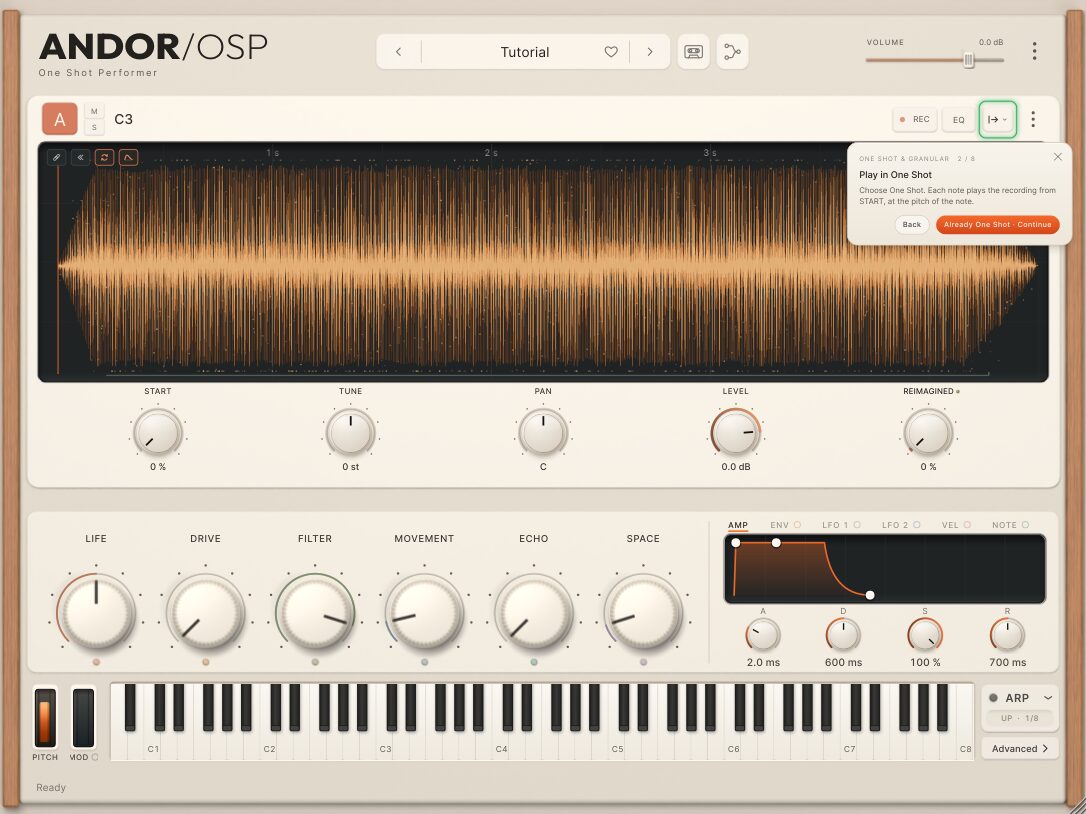 ANDOR/OSP
One Shot Performer
Tutorial
VOLUME 0.0 dB
A
M
S
C3
REC
EQ
1 s
2 s
3 s
ONE SHOT & GRANULAR 2 / 8
Play in One Shot
Choose One Shot. Each note plays the recording from
START, at the pitch of the note.
Back
Already One Shot · Continue
START TUNE PAN LEVEL REIMAGINED
0 % 0 st C 0.0 dB 0 %
LIFE DRIVE FILTER MOVEMENT ECHO SPACE
AMP ENV LFO 1 LFO 2 VEL NOTE
A D S R
2.0 ms 600 ms 100 % 700 ms
PITCH MOD
C1 C2 C3 C4 C5 C6 C7 C8
ARP
UP · 1/8
Advanced
Ready